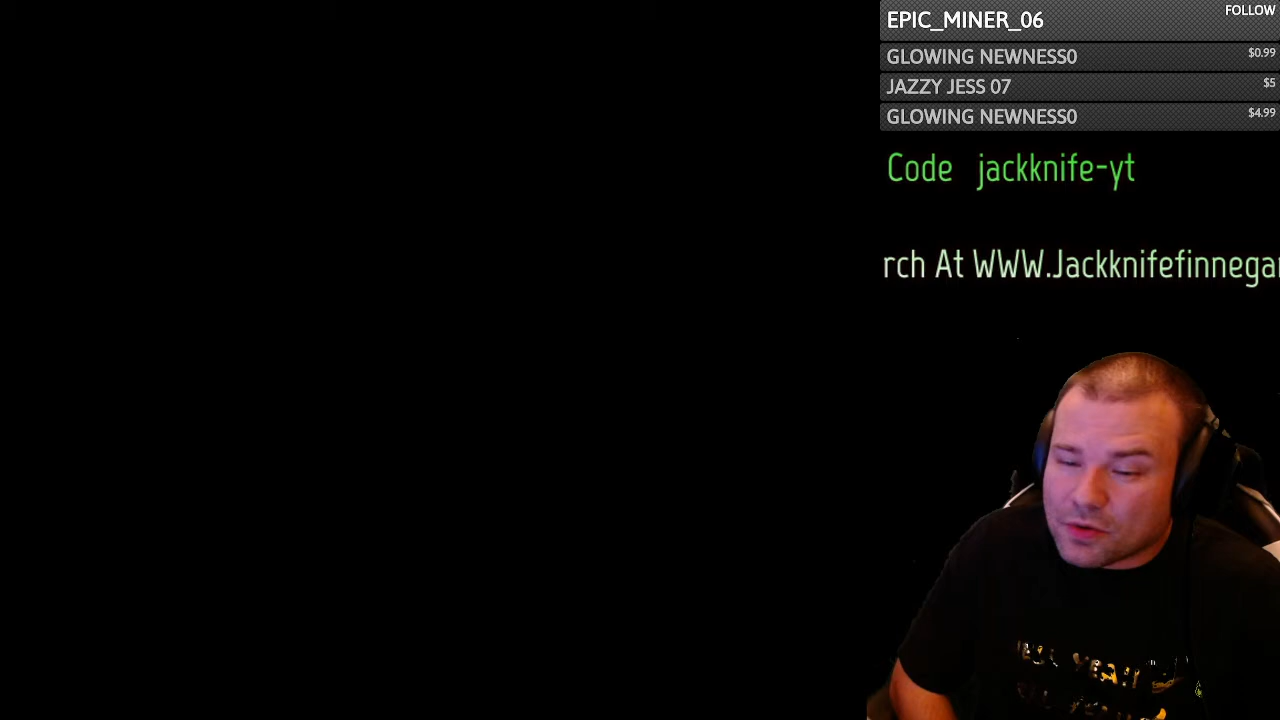 EPIC_MINER_06 FOLLOW
GLOWING NEWNESS0 $0.99
JAZZY JESS 07 $5
GLOWING NEWNESS0 $4.99
Code jackknife-yt
rch At WWW.Jackknifefinnegan
YEAH